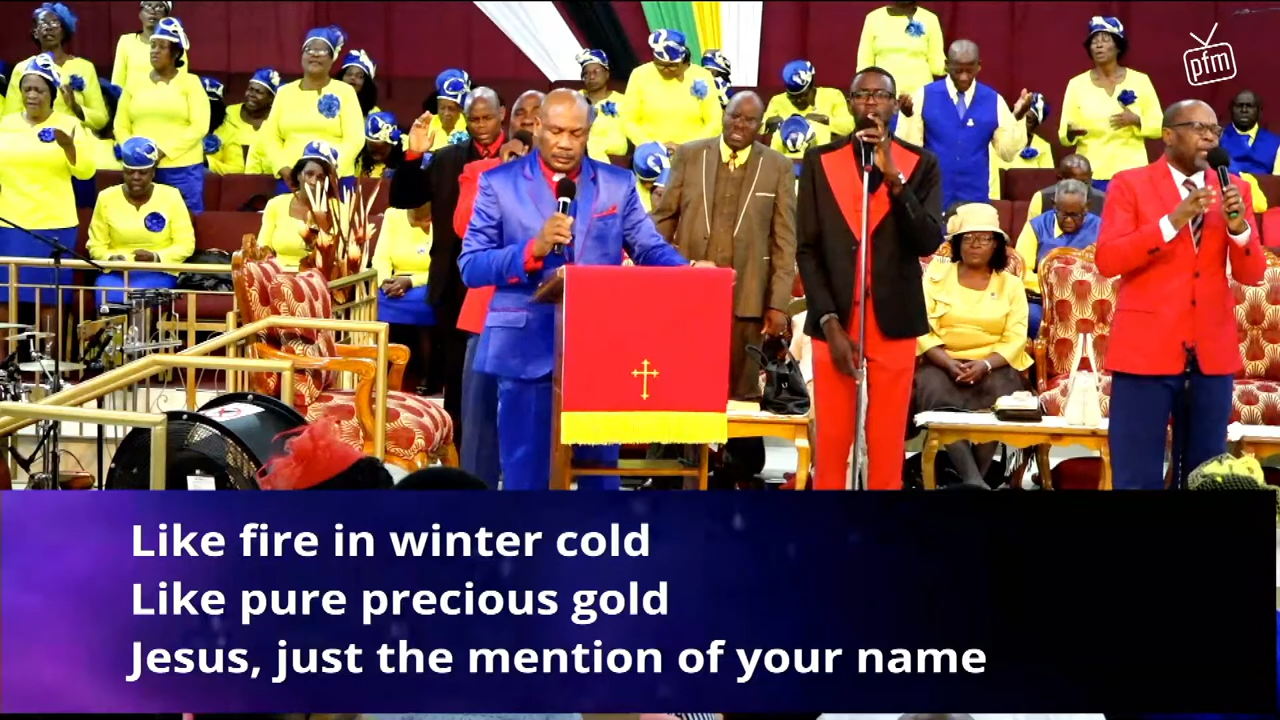 pfm
Like fire in winter cold
Like pure precious gold
Jesus, just the mention of your name